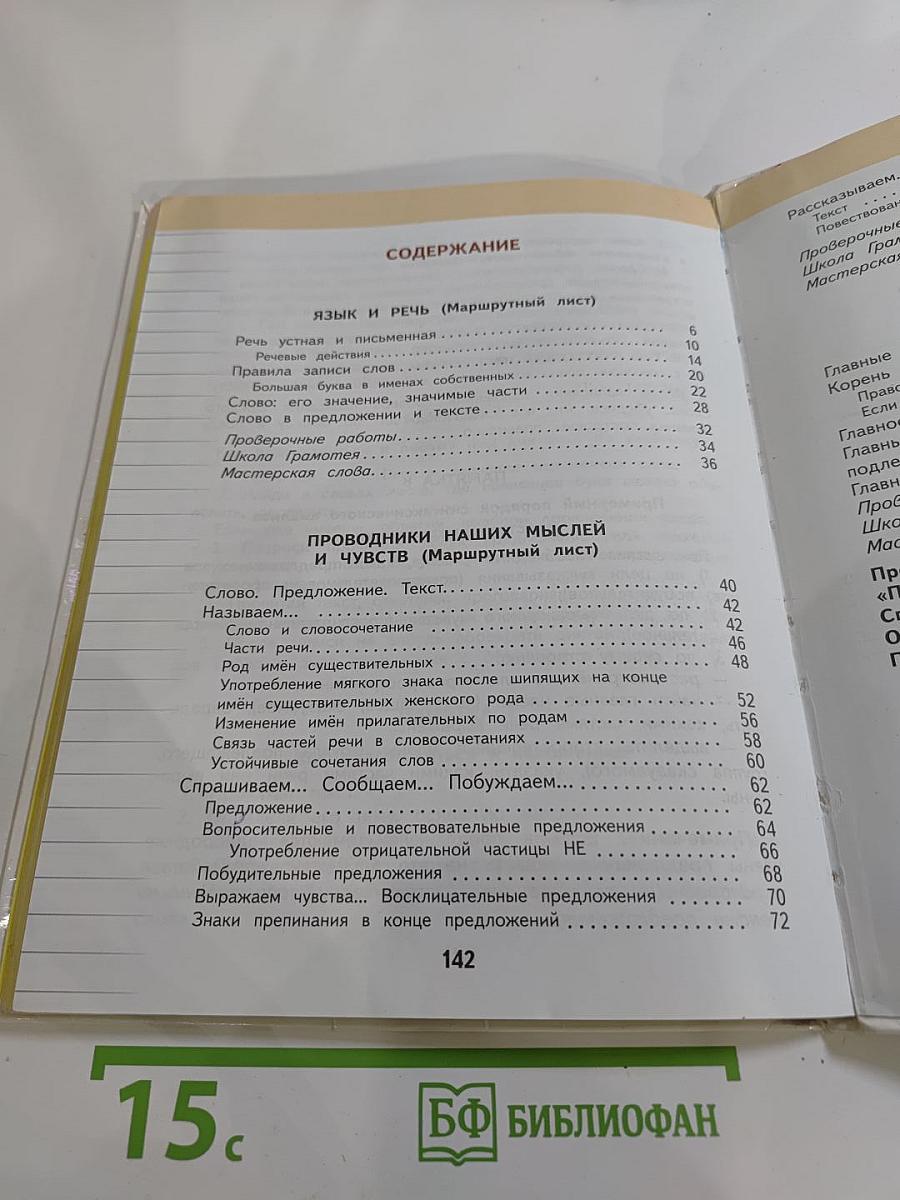 СОДЕРЖАНИЕ
ЯЗЫК И РЕЧЬ (Маршрутный лист)
Речь устная и письменная ........ 6
Речевые действия ........ 10
Правила записи слов ........ 14
Большая буква в именах собственных ........ 20
Слово: его значение, значимые части ........ 22
Слово в предложении и тексте ........ 28
Проверочные работы ........ 32
Школа Грамотея ........ 34
Мастерская слова ........ 36
ПРОВОДНИКИ НАШИХ МЫСЛЕЙ
И ЧУВСТВ (Маршрутный лист)
Слово. Предложение. Текст ........ 40
Называем... ........ 42
Слово и словосочетание ........ 42
Части речи ........ 46
Род имён существительных ........ 48
Употребление мягкого знака после шипящих на конце
имён существительных женского рода ........ 52
Изменение имён прилагательных по родам ........ 56
Связь частей речи в словосочетаниях ........ 58
Устойчивые сочетания слов ........ 60
Спрашиваем... Сообщаем... Побуждаем... ........ 62
Предложение ........ 62
Вопросительные и повествовательные предложения ........ 64
Употребление отрицательной частицы НЕ ........ 66
Побудительные предложения ........ 68
Выражаем чувства... Восклицательные предложения ........ 70
Знаки препинания в конце предложений ........ 72
142
Рассказываем.
Текст ....
Проверочные
Школа
Мастерская
Главные
Корень
Если
15 с
БФ БИБЛИОФАН